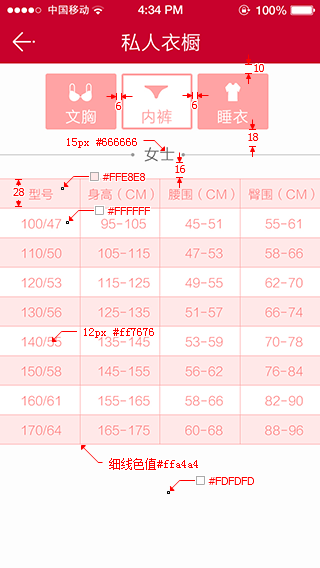 中国移动 4:34 PM 100%
私人衣橱
10
文胸 6 内裤 6 睡衣
18
15px #666666
女士
16
#FFE8E8
28
型号 身高（CM） 腰围（CM） 臀围（CM）
#FFFFFF
100/47 95-105 45-51 55-61
110/50 105-115 47-53 58-66
120/53 115-125 49-55 62-70
130/56 125-135 51-57 66-74
12px #ff7676
140/55 135-145 53-59 70-78
150/58 145-155 56-62 76-84
160/61 155-165 58-66 82-90
170/64 165-175 60-68 88-96
细线色值#ffa4a4
#FDFDFD